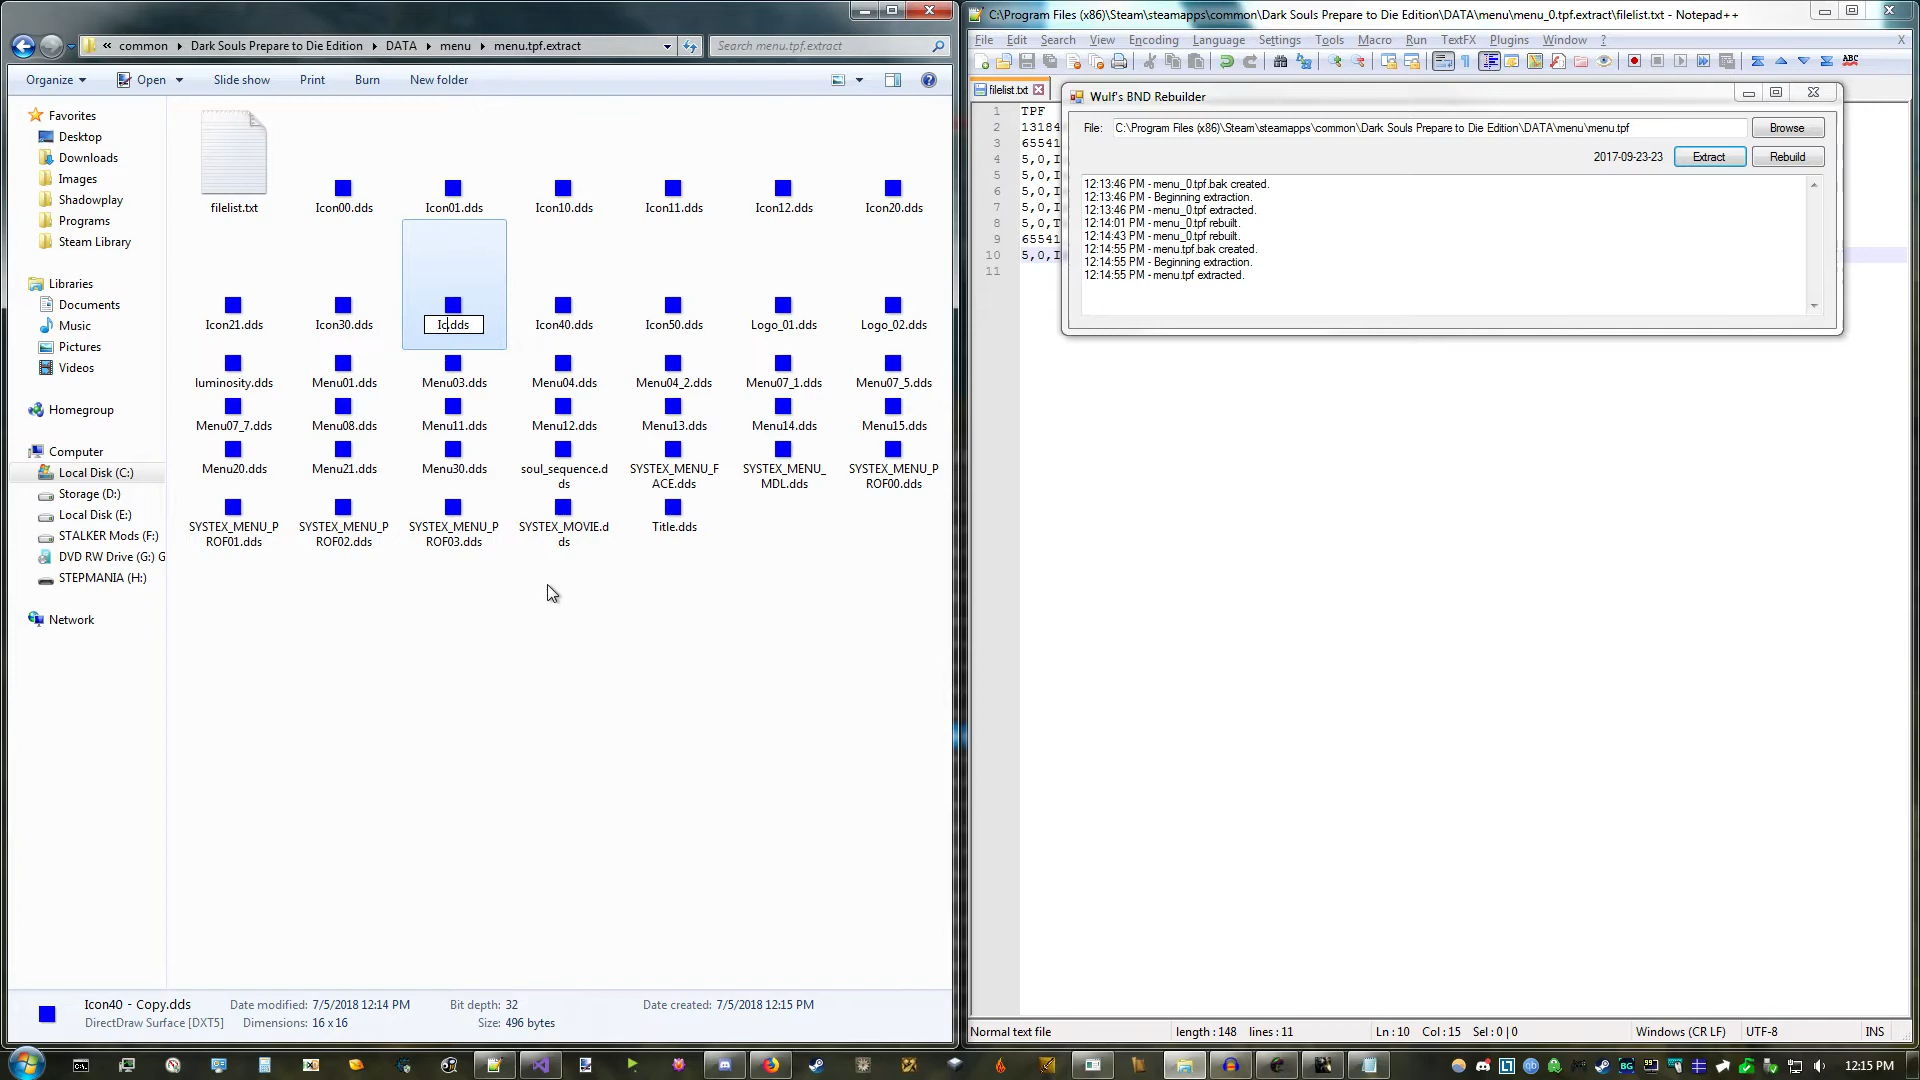 « common › Dark Souls Prepare to Die Edition › DATA › menu › menu.tpf.extract
Search menu.tpf.extract
Organize Open Slide show Print Burn New folder
Favorites
Desktop
Downloads
Images
Shadowplay
Programs
Steam Library
Libraries
Documents
Music
Pictures
Videos
Homegroup
Computer
Local Disk (C:)
Storage (D:)
Local Disk (E:)
STALKER Mods (F:)
DVD RW Drive (G:) G
STEPMANIA (H:)
Network
filelist.txt Icon00.dds Icon01.dds Icon10.dds Icon11.dds Icon12.dds Icon20.dds
Icon21.dds Icon30.dds Ic.dds Icon40.dds Icon50.dds Logo_01.dds Logo_02.dds
luminosity.dds Menu01.dds Menu03.dds Menu04.dds Menu04_2.dds Menu07_1.dds Menu07_5.dds
Menu07_7.dds Menu08.dds Menu11.dds Menu12.dds Menu13.dds Menu14.dds Menu15.dds
Menu20.dds Menu21.dds Menu30.dds soul_sequence.dds SYSTEX_MENU_FACE.dds SYSTEX_MENU_MDL.dds SYSTEX_MENU_PROF00.dds
SYSTEX_MENU_PROF01.dds SYSTEX_MENU_PROF02.dds SYSTEX_MENU_PROF03.dds SYSTEX_MOVIE.dds Title.dds
Icon40 - Copy.dds Date modified: 7/5/2018 12:14 PM Bit depth: 32 Date created: 7/5/2018 12:15 PM
DirectDraw Surface [DXT5] Dimensions: 16 x 16 Size: 496 bytes
C:\Program Files (x86)\Steam\steamapps\common\Dark Souls Prepare to Die Edition\DATA\menu\menu_0.tpf.extract\filelist.txt - Notepad++
File Edit Search View Encoding Language Settings Tools Macro Run TextFX Plugins Window ? X
ABC
filelist.txt
1 TPF
2 13184
3 65541
4 5,0,I
5 5,0,I
6 5,0,I
7 5,0,I
8 5,0,T
9 65541
10 5,0,I
11
Wulf's BND Rebuilder
File: C:\Program Files (x86)\Steam\steamapps\common\Dark Souls Prepare to Die Edition\DATA\menu\menu.tpf Browse
2017-09-23-23 Extract Rebuild
12:13:46 PM - menu_0.tpf.bak created.
12:13:46 PM - Beginning extraction.
12:13:46 PM - menu_0.tpf extracted.
12:14:01 PM - menu_0.tpf rebuilt.
12:14:43 PM - menu_0.tpf rebuilt.
12:14:55 PM - menu.tpf.bak created.
12:14:55 PM - Beginning extraction.
12:14:55 PM - menu.tpf extracted.
Normal text file length : 148 lines : 11 Ln : 10 Col : 15 Sel : 0 | 0 Windows (CR LF) UTF-8 INS
12:15 PM